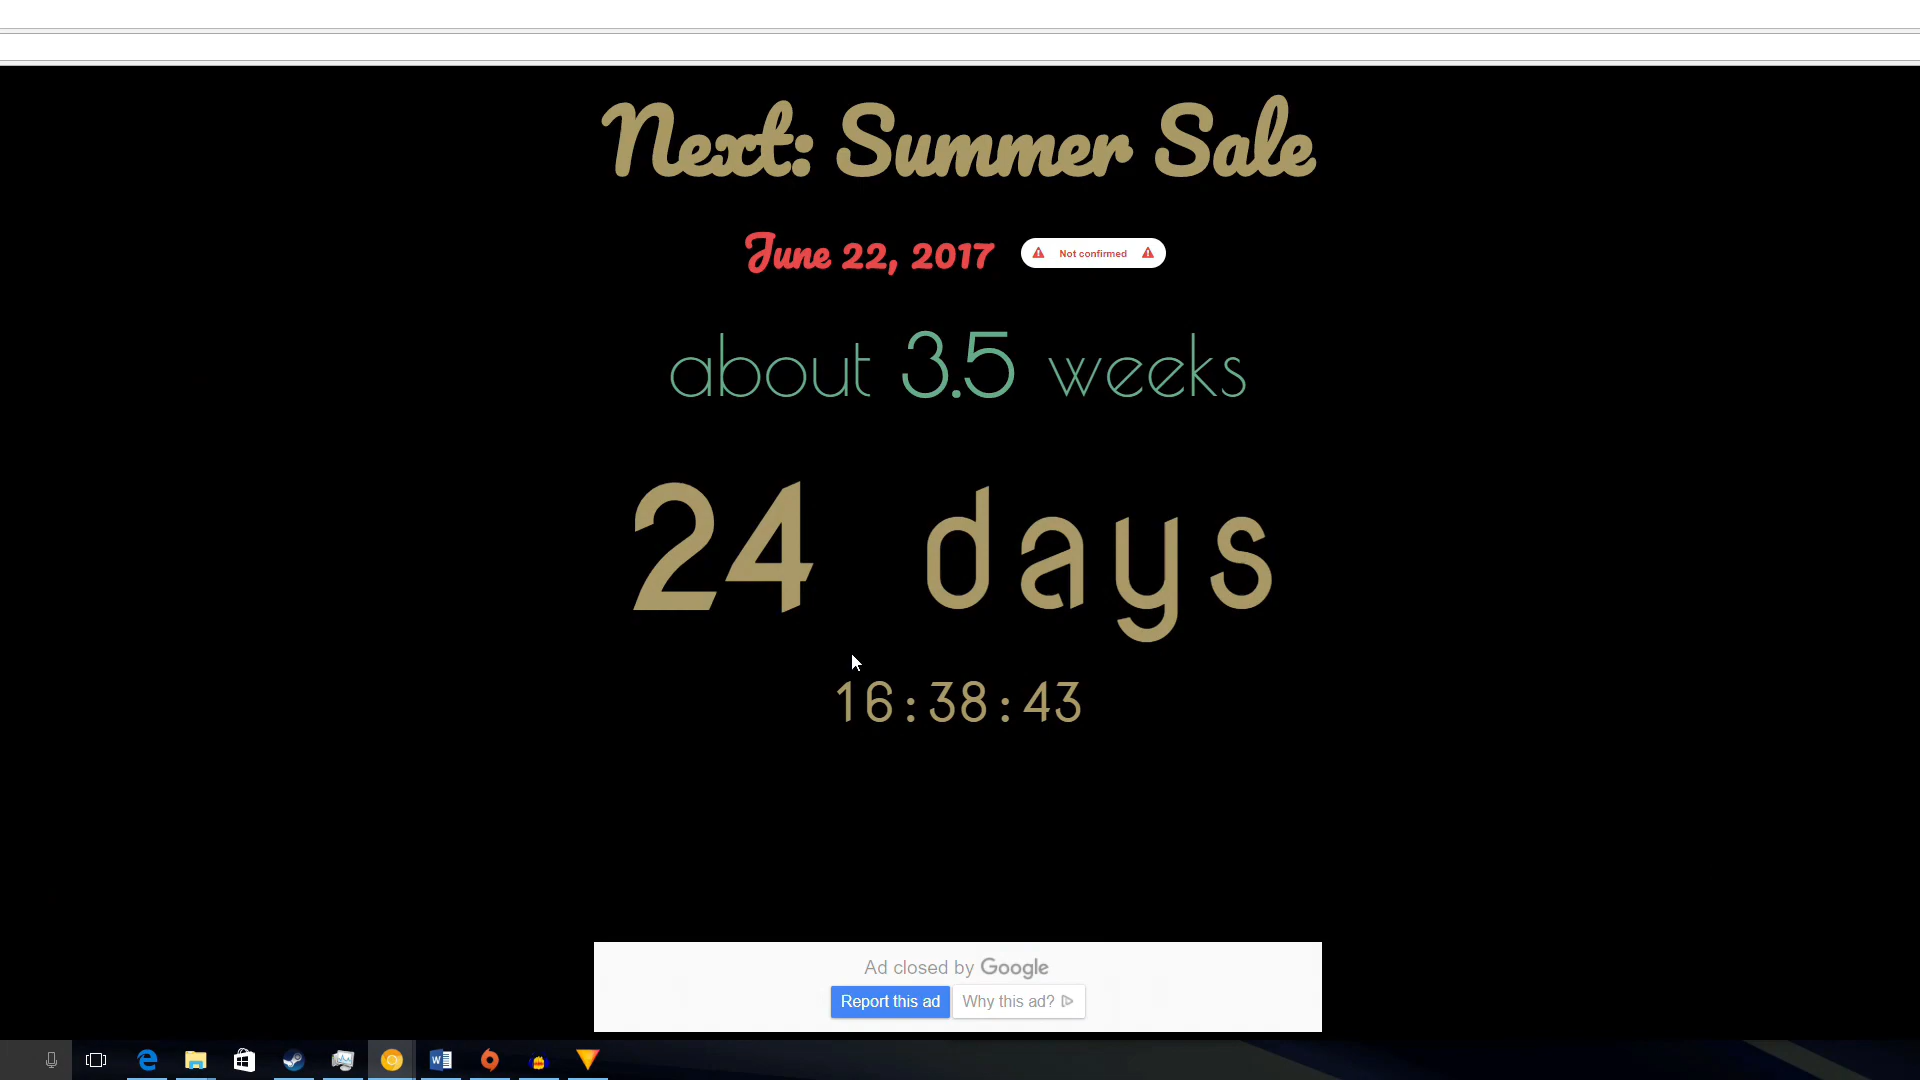 Next: Summer Sale
June 22, 2017
Not confirmed
about 3.5 weeks
24 days
16:38:43
Ad closed by Google
Report this ad
Why this ad?